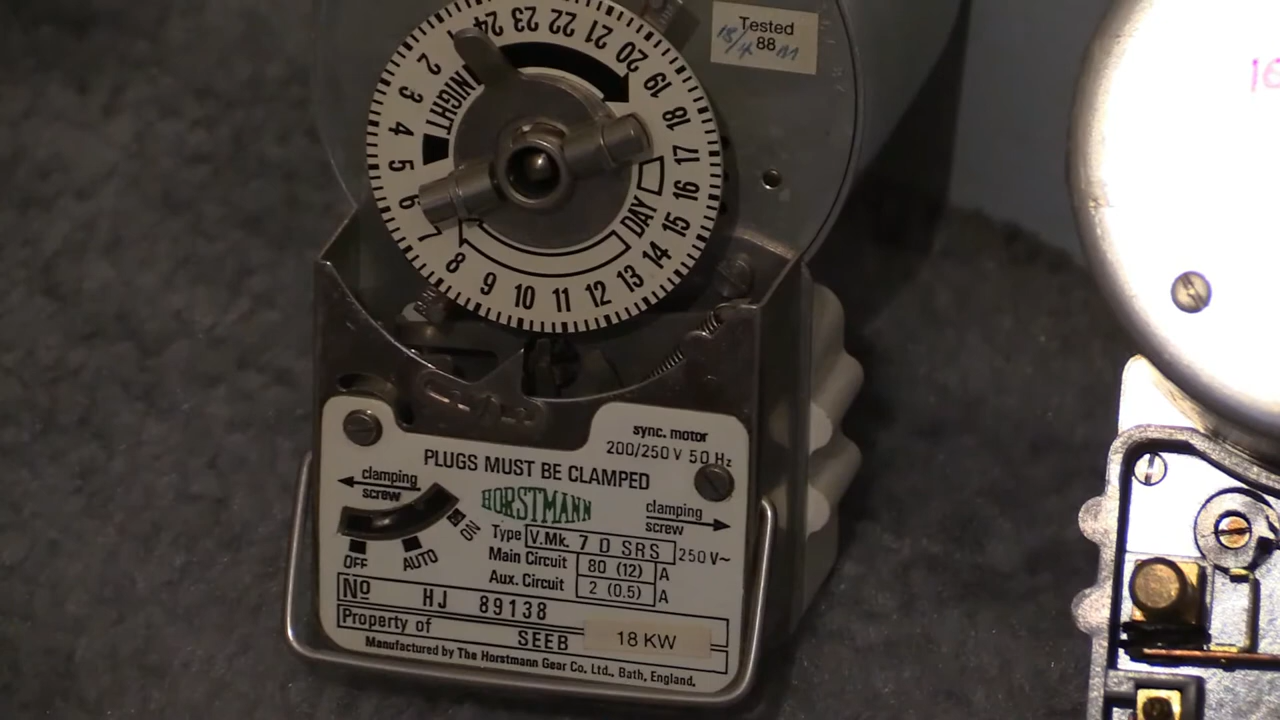 Tested
18/4 88
24 23 22 21 20 19 18 17 16 15 14 13 12 11 10 9 8 7 6 5 4 3 2
NIGHT
DAY
sync. motor
200/250 V 50 Hz
PLUGS MUST BE CLAMPED
clamping
screw
HORSTMANN
clamping
screw
OFF AUTO ON
Type V.Mk. 7 D SRS 250 V~
Main Circuit 80 (12) A
Aux. Circuit 2 (0.5) A
Nº HJ 89138
Property of SEEB 18 KW
Manufactured by The Horstmann Gear Co. Ltd., Bath, England.